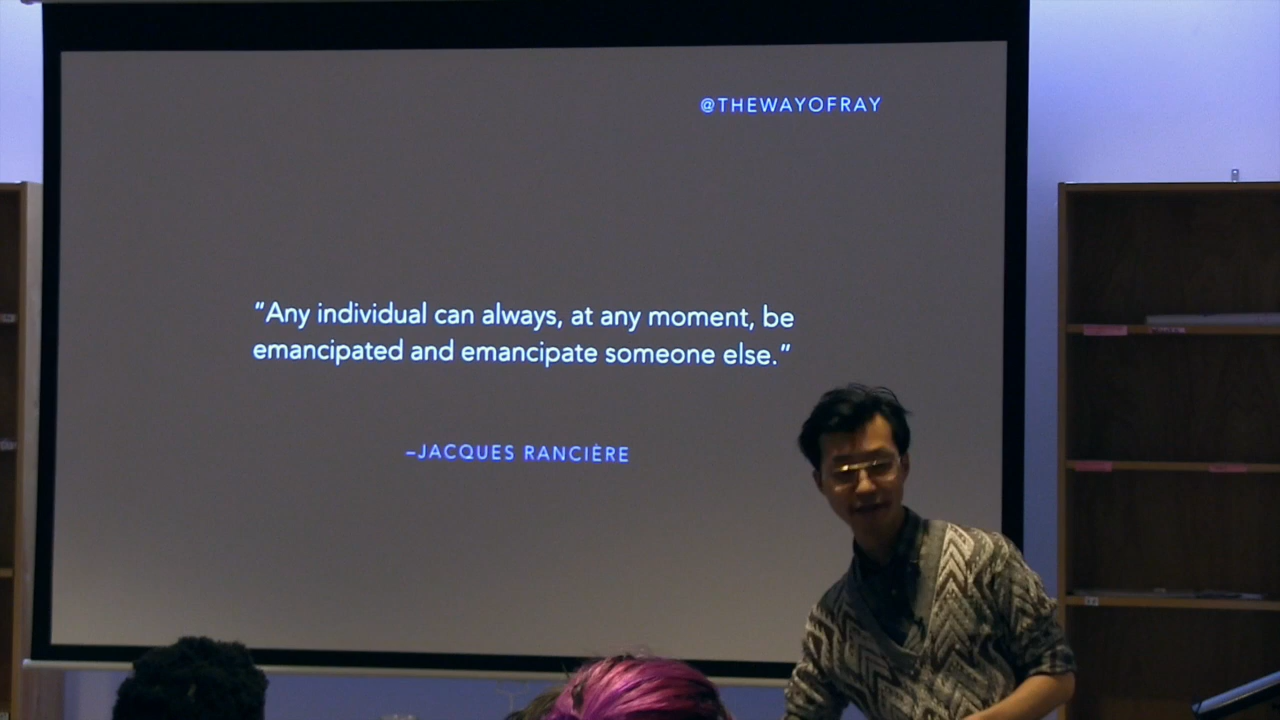 @THEWAYOFRAY
“Any individual can always, at any moment, be
emancipated and emancipate someone else.”
–JACQUES RANCIÈRE